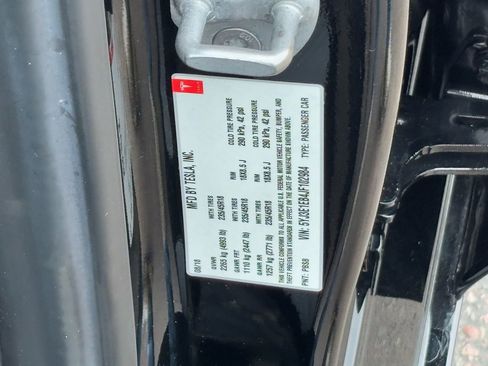 MFD BY TESLA, INC.
08/18
GVWR
2265 kg (4993 lb)
GAWR FRT
1110 kg (2447 lb)
WITH TIRES
235/45R18
RIM
18X8.5 J
COLD TIRE PRESSURE
290 kPa, 42 psi
GAWR RR
1257 kg (2771 lb)
WITH TIRES
235/45R18
RIM
18X8.5 J
COLD TIRE PRESSURE
290 kPa, 42 psi
THIS VEHICLE CONFORMS TO ALL APPLICABLE
U.S. FEDERAL MOTOR VEHICLE SAFETY, BUMPER, AND
THEFT PREVENTION STANDARDS IN EFFECT ON THE
DATE OF MANUFACTURE SHOWN ABOVE.
VIN: 5YJ3E1EB4JF102984
TYPE: PASSENGER CAR
PNT: